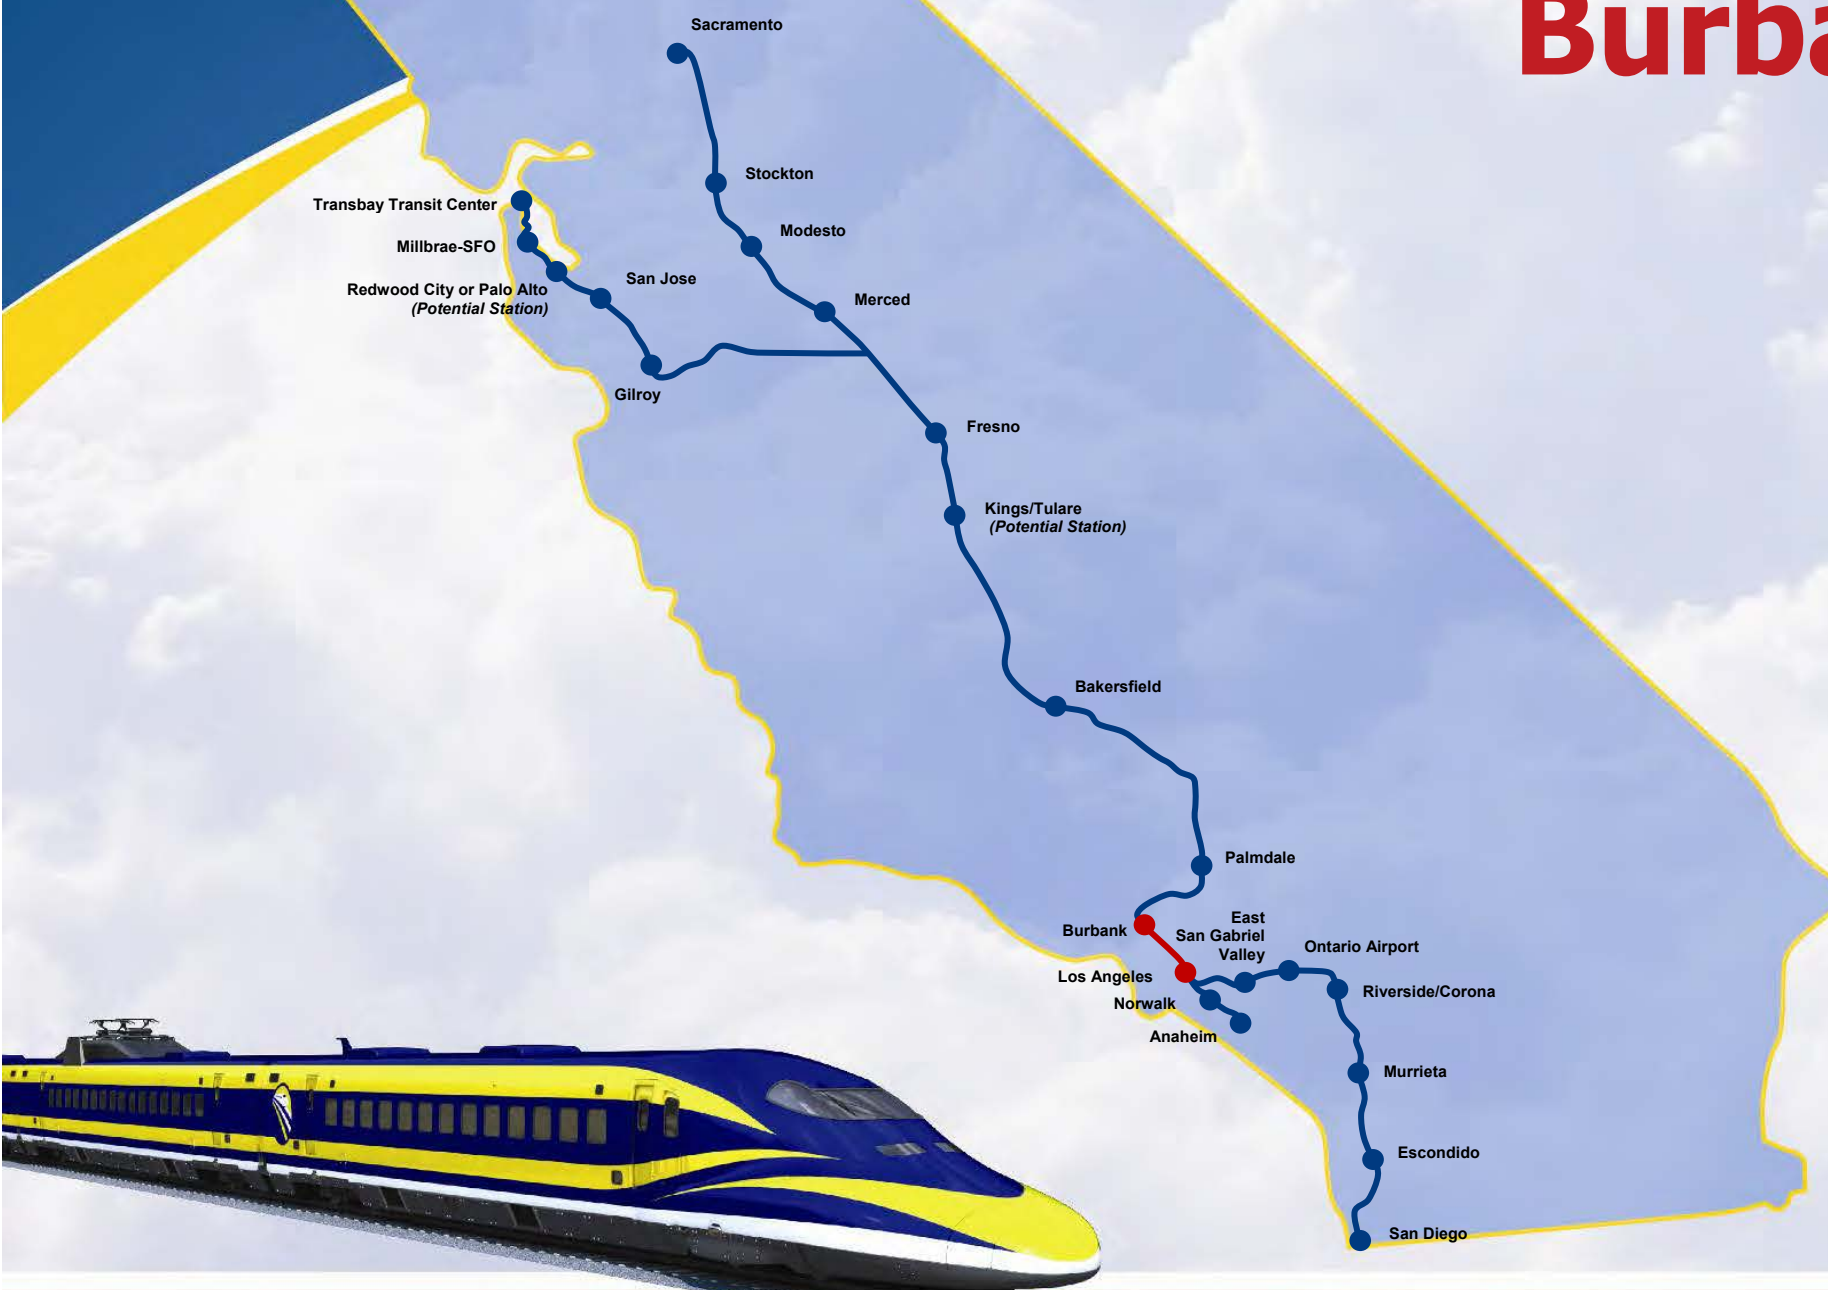 Sacramento
Stockton
Transbay Transit Center
Modesto
Millbrae-SFO
San Jose
Redwood City or Palo Alto
(Potential Station)
Merced
Gilroy
Fresno
Kings/Tulare
(Potential Station)
Bakersfield
Palmdale
Burbank
East
San Gabriel
Valley
Ontario Airport
Los Angeles
Riverside/Corona
Norwalk
Anaheim
Murrieta
Escondido
San Diego